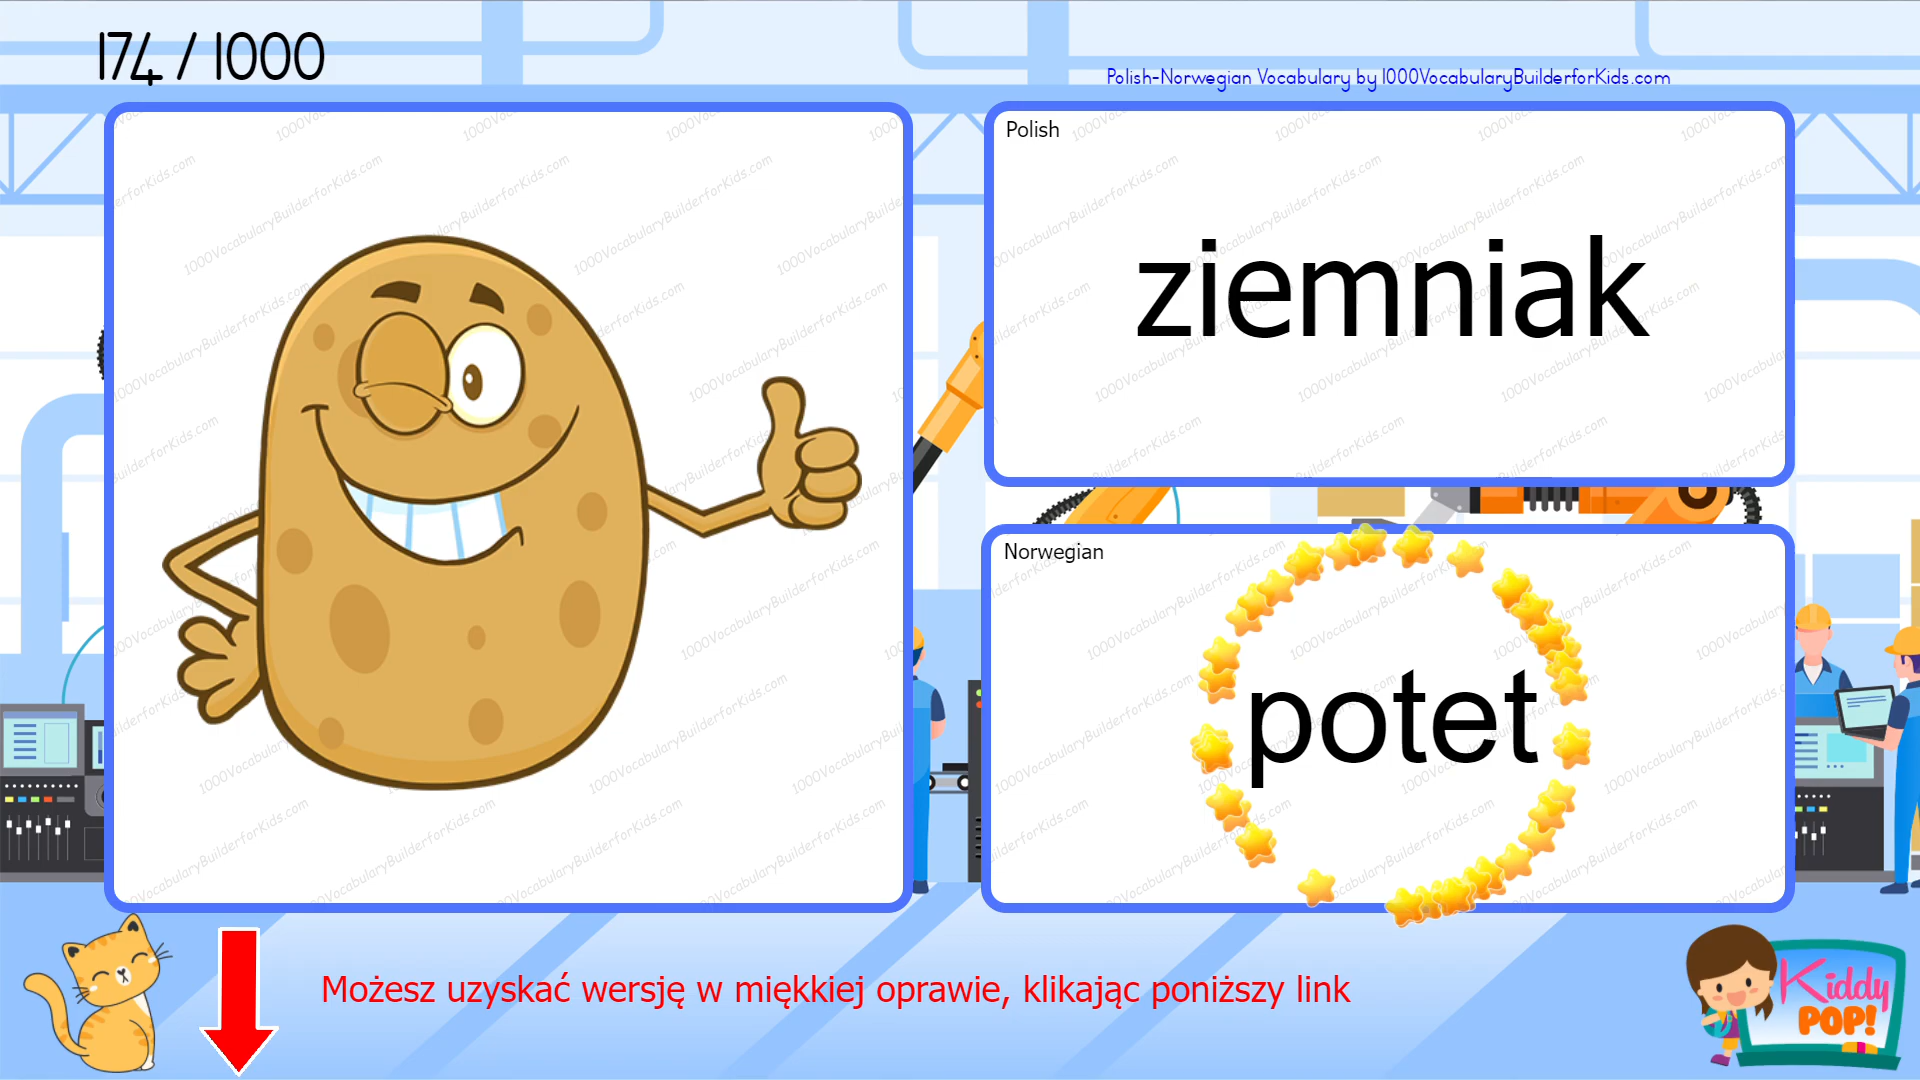 174 / 1000
Polish-Norwegian Vocabulary by 1000VocabularyBuilderforKids.com
Polish
ziemniak
Norwegian
potet
Możesz uzyskać wersję w miękkiej oprawie, klikając poniższy link
Kiddy
POP!